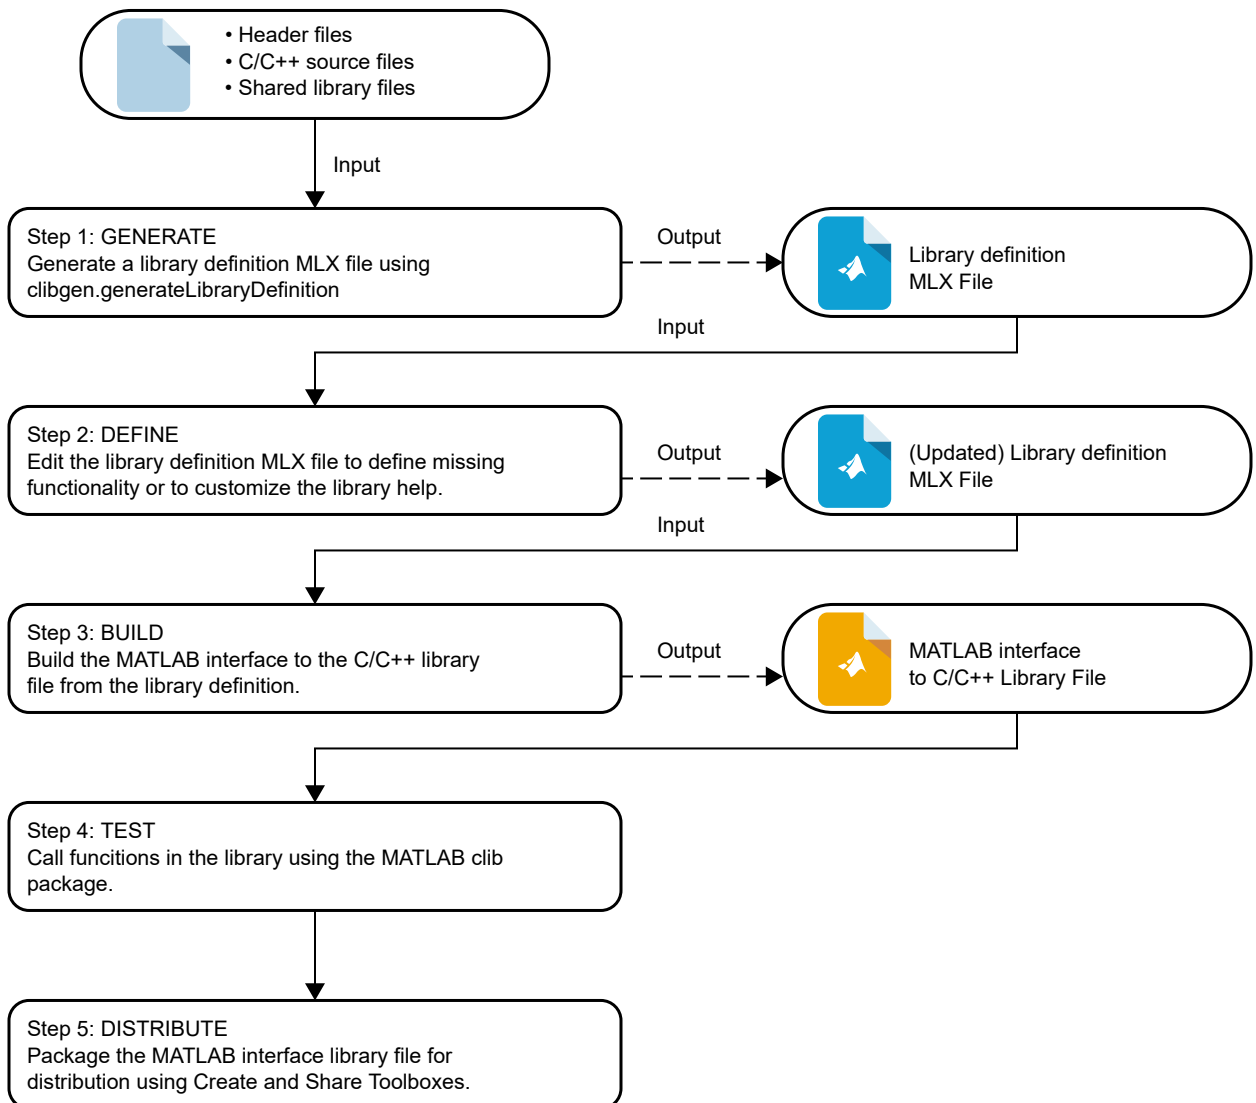 • Header files
• C/C++ source files
• Shared library files
Input
Step 1: GENERATE
Generate a library definition MLX file using
clibgen.generateLibraryDefinition
Output
Library definition
MLX File
Input
Step 2: DEFINE
Edit the library definition MLX file to define missing
functionality or to customize the library help.
Output
(Updated) Library definition
MLX File
Input
Step 3: BUILD
Build the MATLAB interface to the C/C++ library
file from the library definition.
Output
MATLAB interface
to C/C++ Library File
Step 4: TEST
Call funcitions in the library using the MATLAB clib
package.
Step 5: DISTRIBUTE
Package the MATLAB interface library file for
distribution using Create and Share Toolboxes.